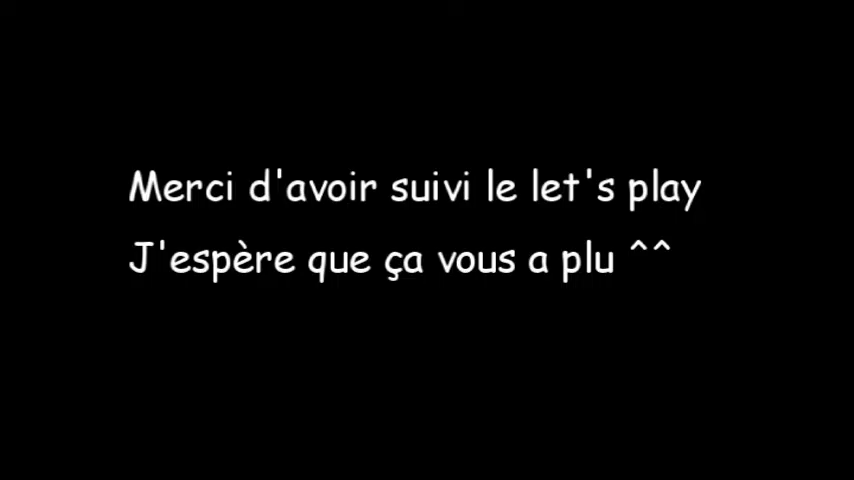 Merci d'avoir suivi le let's play
J'espère que ça vous a plu ^^